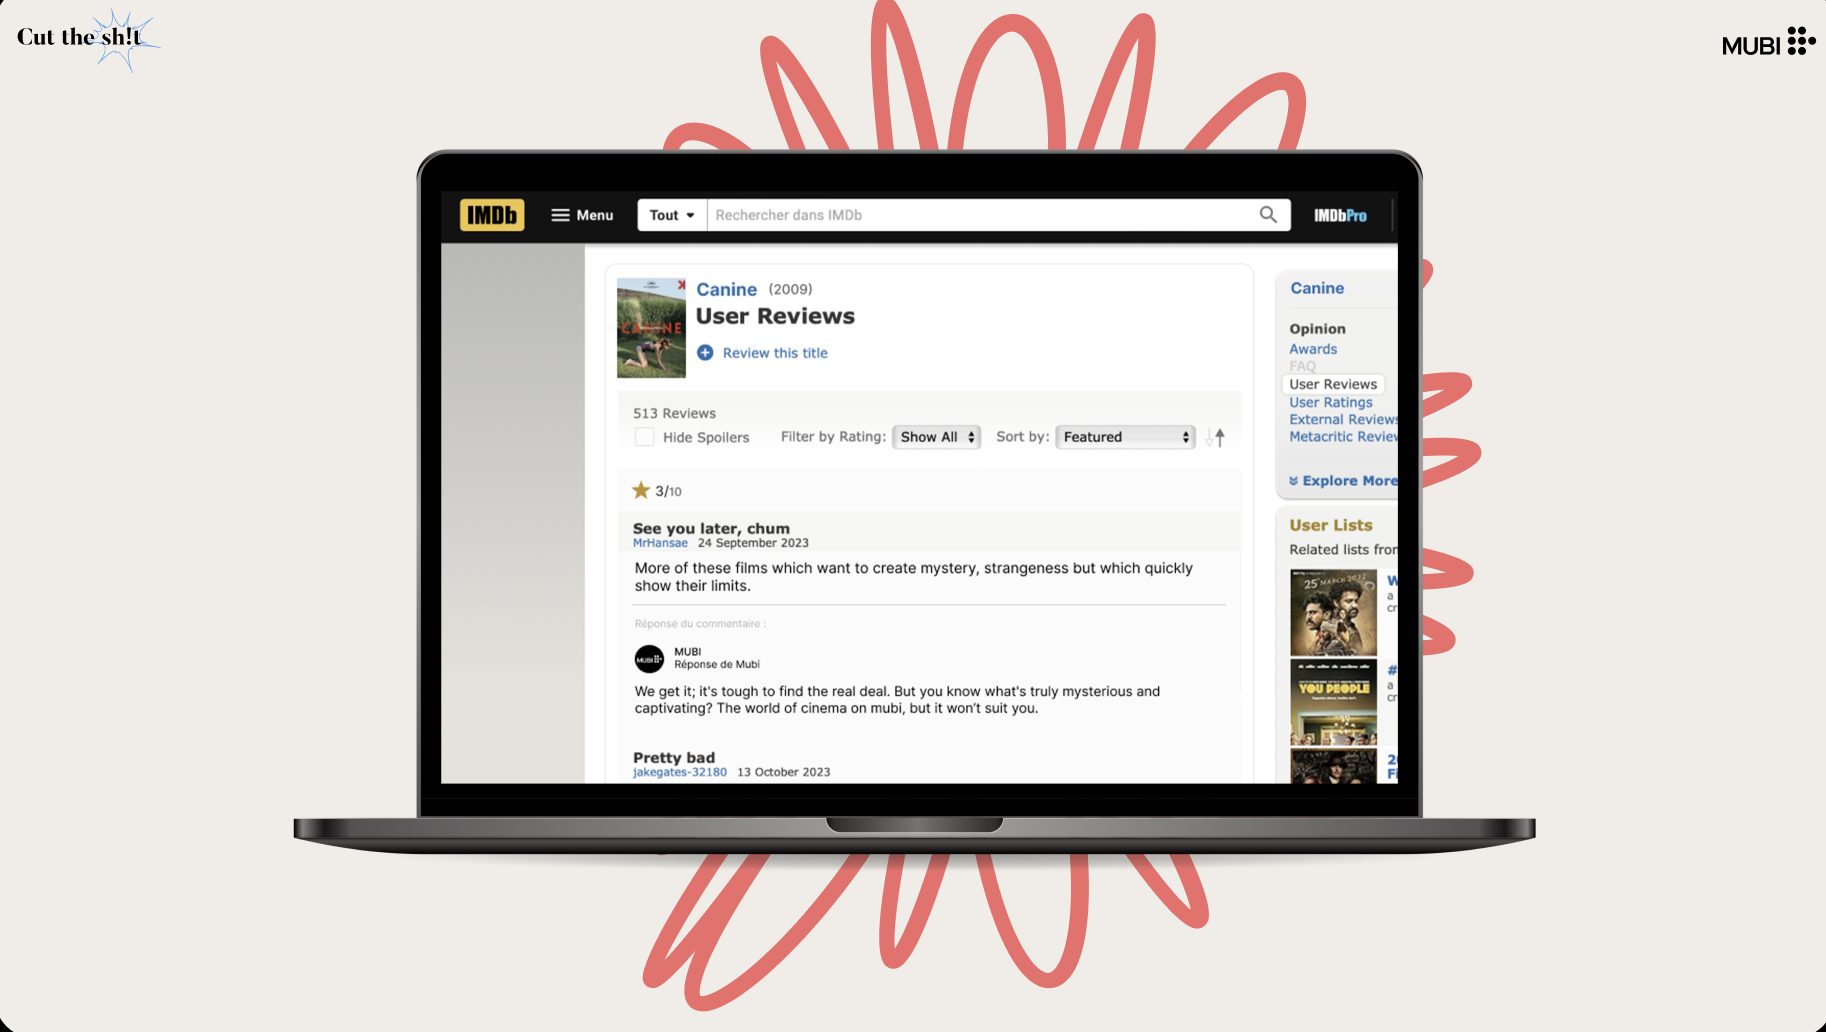 Cut the sh!t
MUBI
IMDb
Menu
Tout
Rechercher dans IMDb
IMDbPro
CANINE
Canine (2009)
User Reviews
Review this title
513 Reviews
Hide Spoilers
Filter by Rating: Show All
Sort by: Featured
3/10
See you later, chum
MrHansae 24 September 2023
More of these films which want to create mystery, strangeness but which quickly
show their limits.
Réponse du commentaire :
MUBI
MUBI
Réponse de Mubi
We get it; it's tough to find the real deal. But you know what's truly mysterious and
captivating? The world of cinema on mubi, but it won't suit you.
Pretty bad
jakegates-32180 13 October 2023
Canine
Opinion
Awards
FAQ
User Reviews
User Ratings
External Reviews
Metacritic Review
Explore More
User Lists
Related lists from
25 MARCH 2022
W
a
cr
YOU PEOPLE
#
a
cr
2
Fi